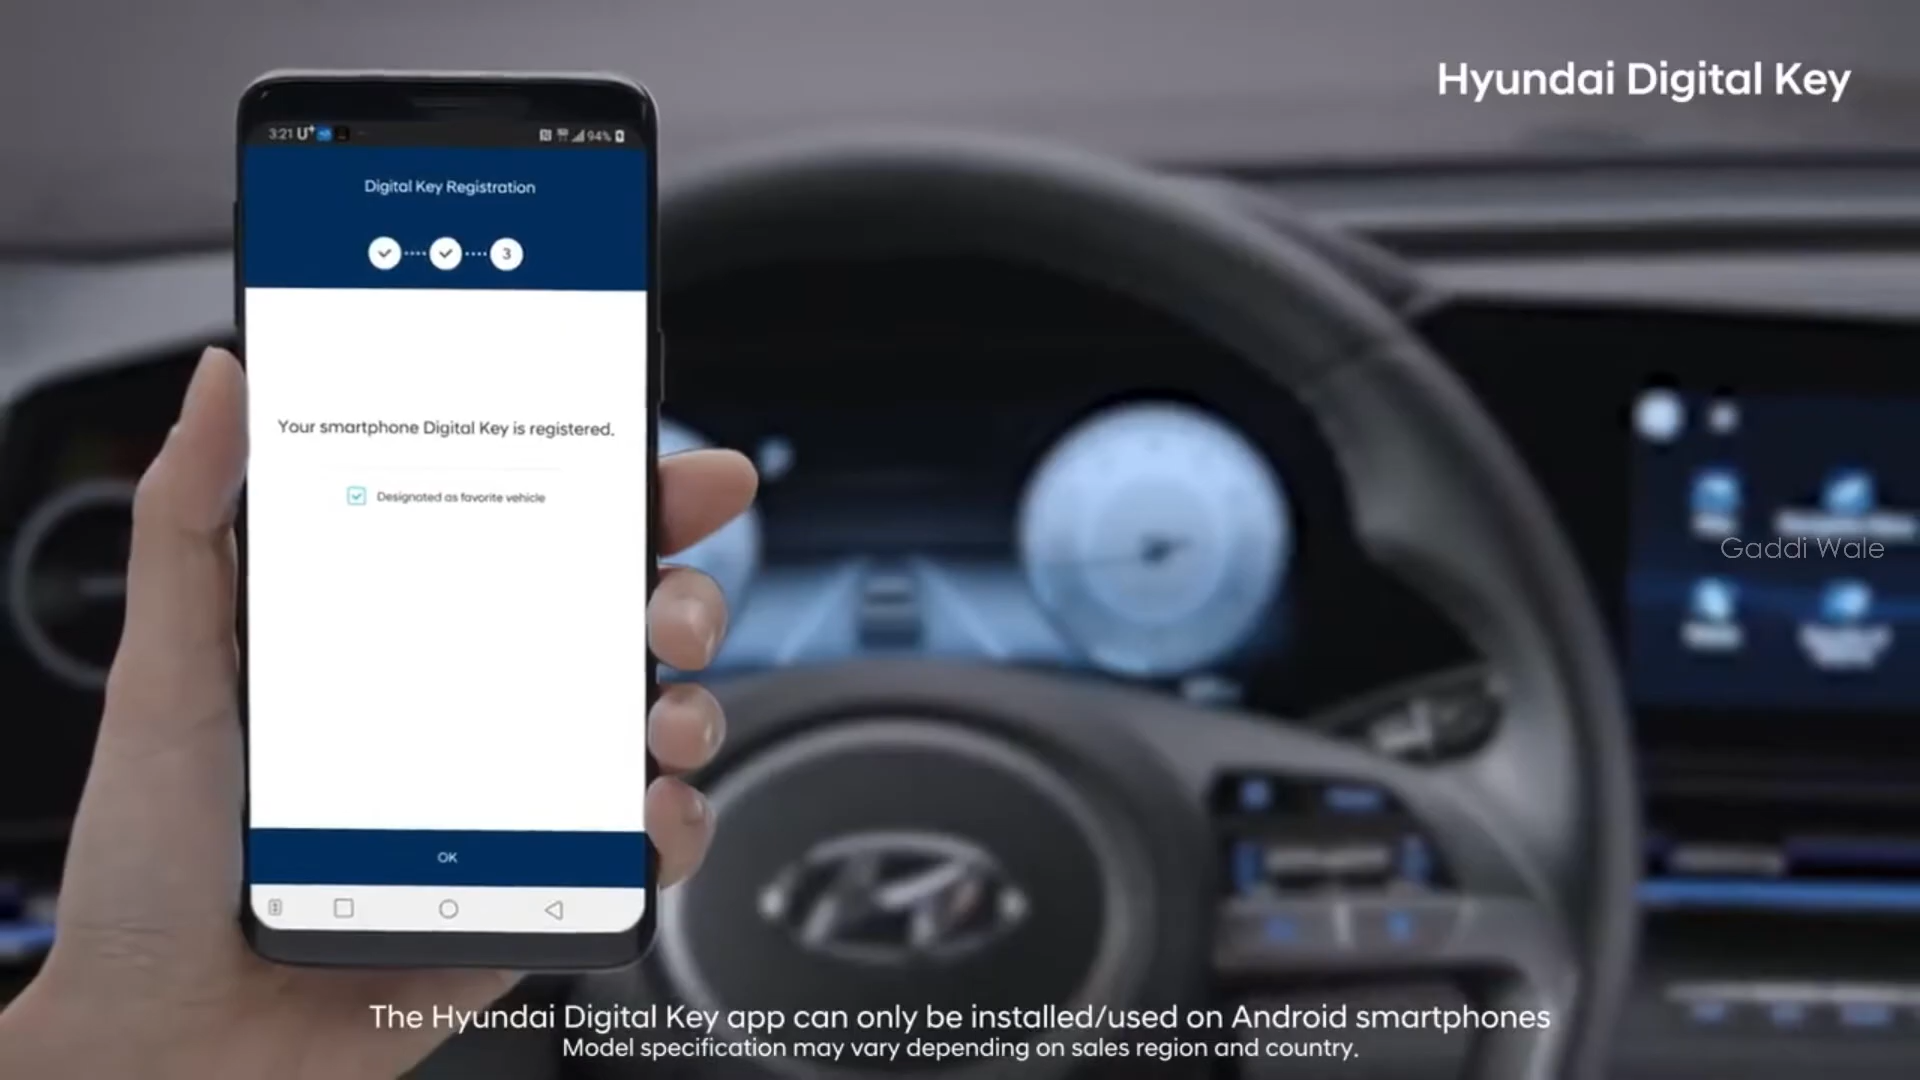 Hyundai Digital Key
3:21 U+
94%
Digital Key Registration
3
Your smartphone Digital Key is registered.
Designated as favorite vehicle
OK
Gaddi Wale
The Hyundai Digital Key app can only be installed/used on Android smartphones
Model specification may vary depending on sales region and country.